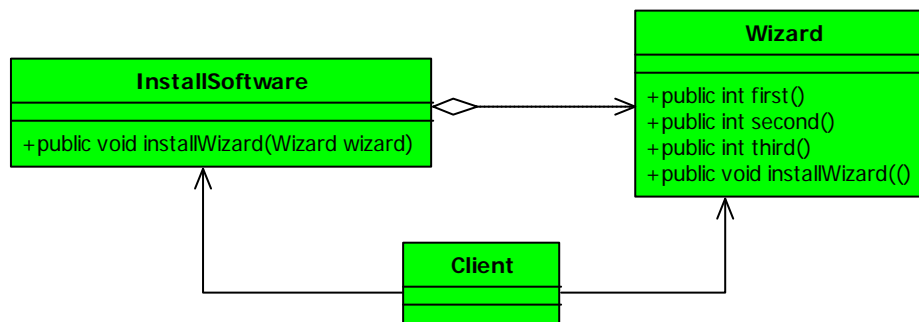 InstallSoftware
+public void installWizard(Wizard wizard)
Wizard
+public int first()
+public int second()
+public int third()
+public void installWizard(()
Client